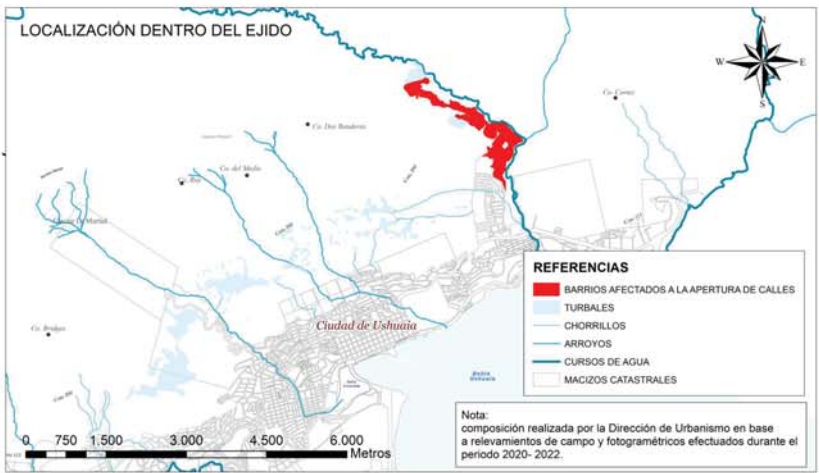 LOCALIZACIÓN DENTRO DEL EJIDO
N
W
E
S
Co. Cortez
Co. Dos Banderas
Co. del Medio
Co. Roy
Co. Bridges
Ciudad de Ushuaia
Bahía
Ushuaia
REFERENCIAS
BARRIOS AFECTADOS A LA APERTURA DE CALLES
TURBALES
CHORRILLOS
ARROYOS
CURSOS DE AGUA
MACIZOS CATASTRALES
Nota:
composición realizada por la Dirección de Urbanismo en base
a relevamientos de campo y fotogramétricos efectuados durante el
periodo 2020- 2022.
0 750 1.500 3.000 4.500 6.000
Metros